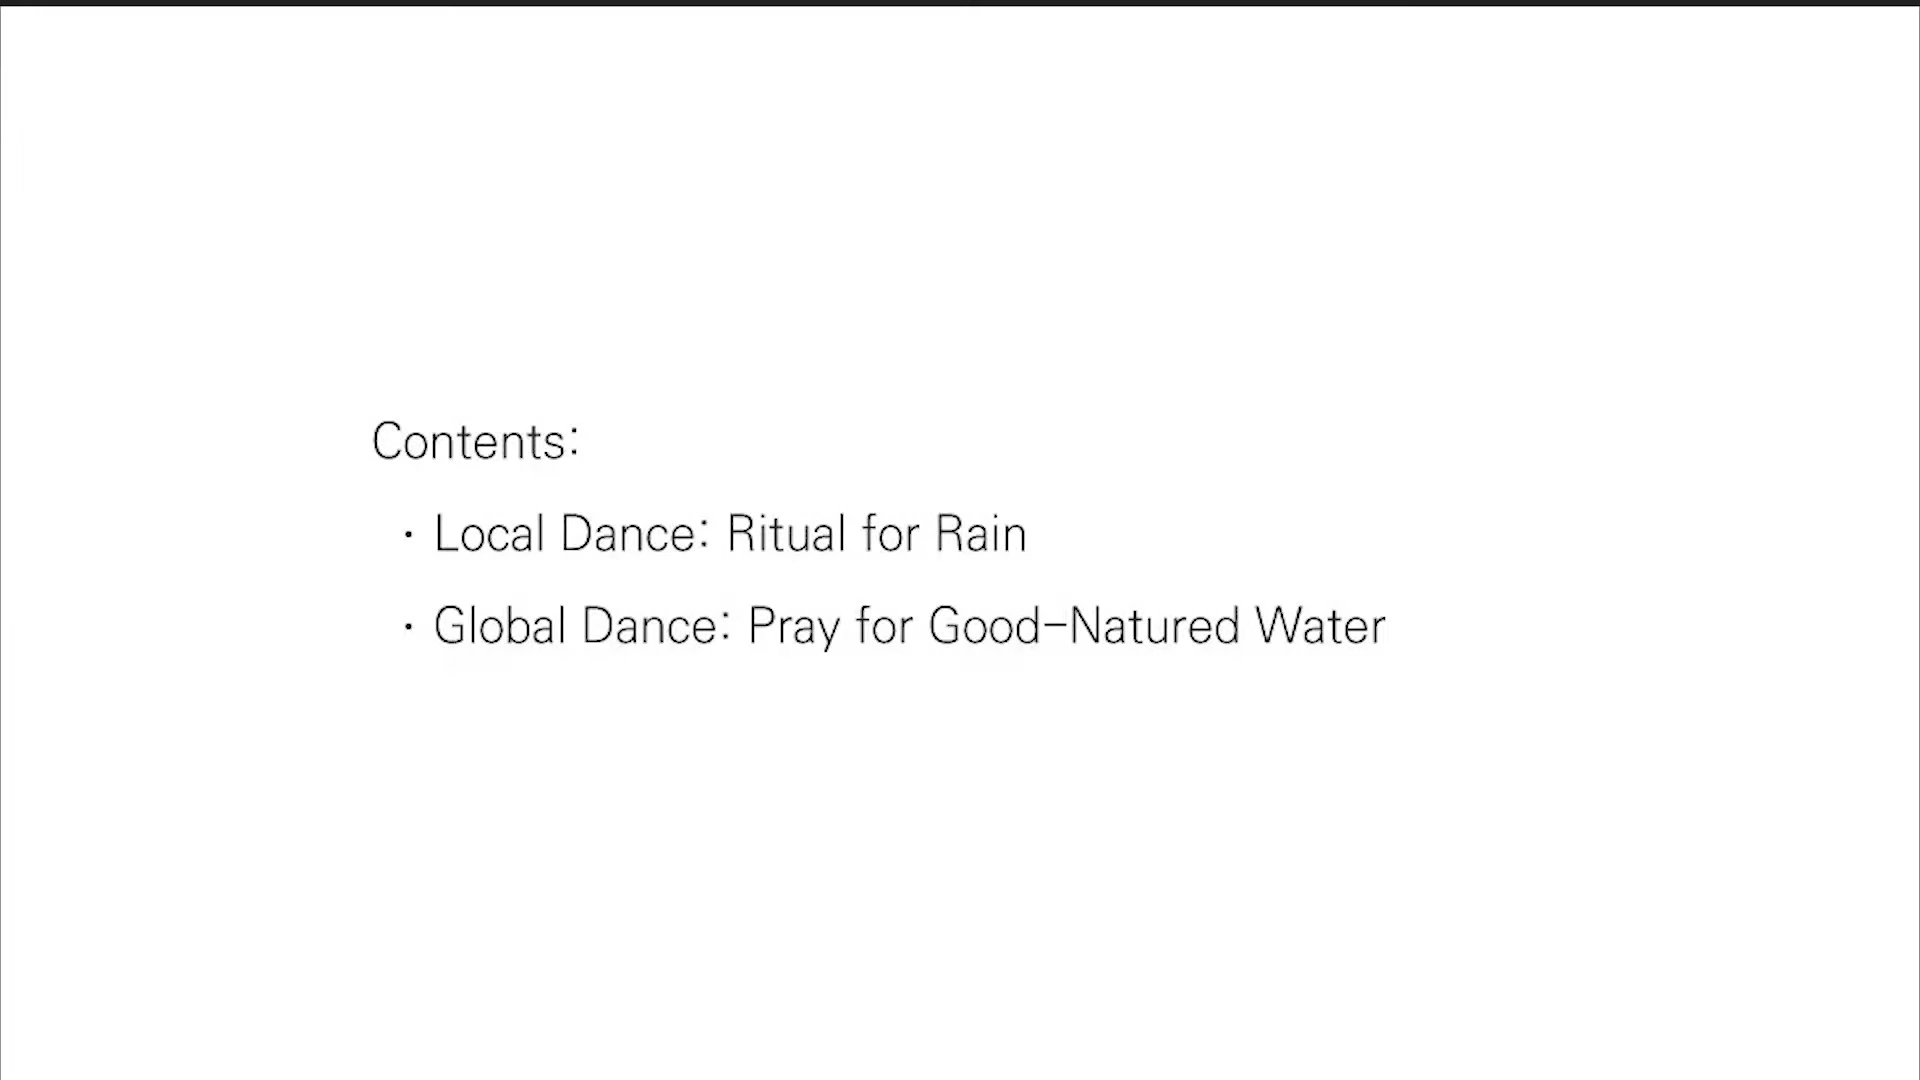 Contents:
· Local Dance: Ritual for Rain
· Global Dance: Pray for Good-Natured Water